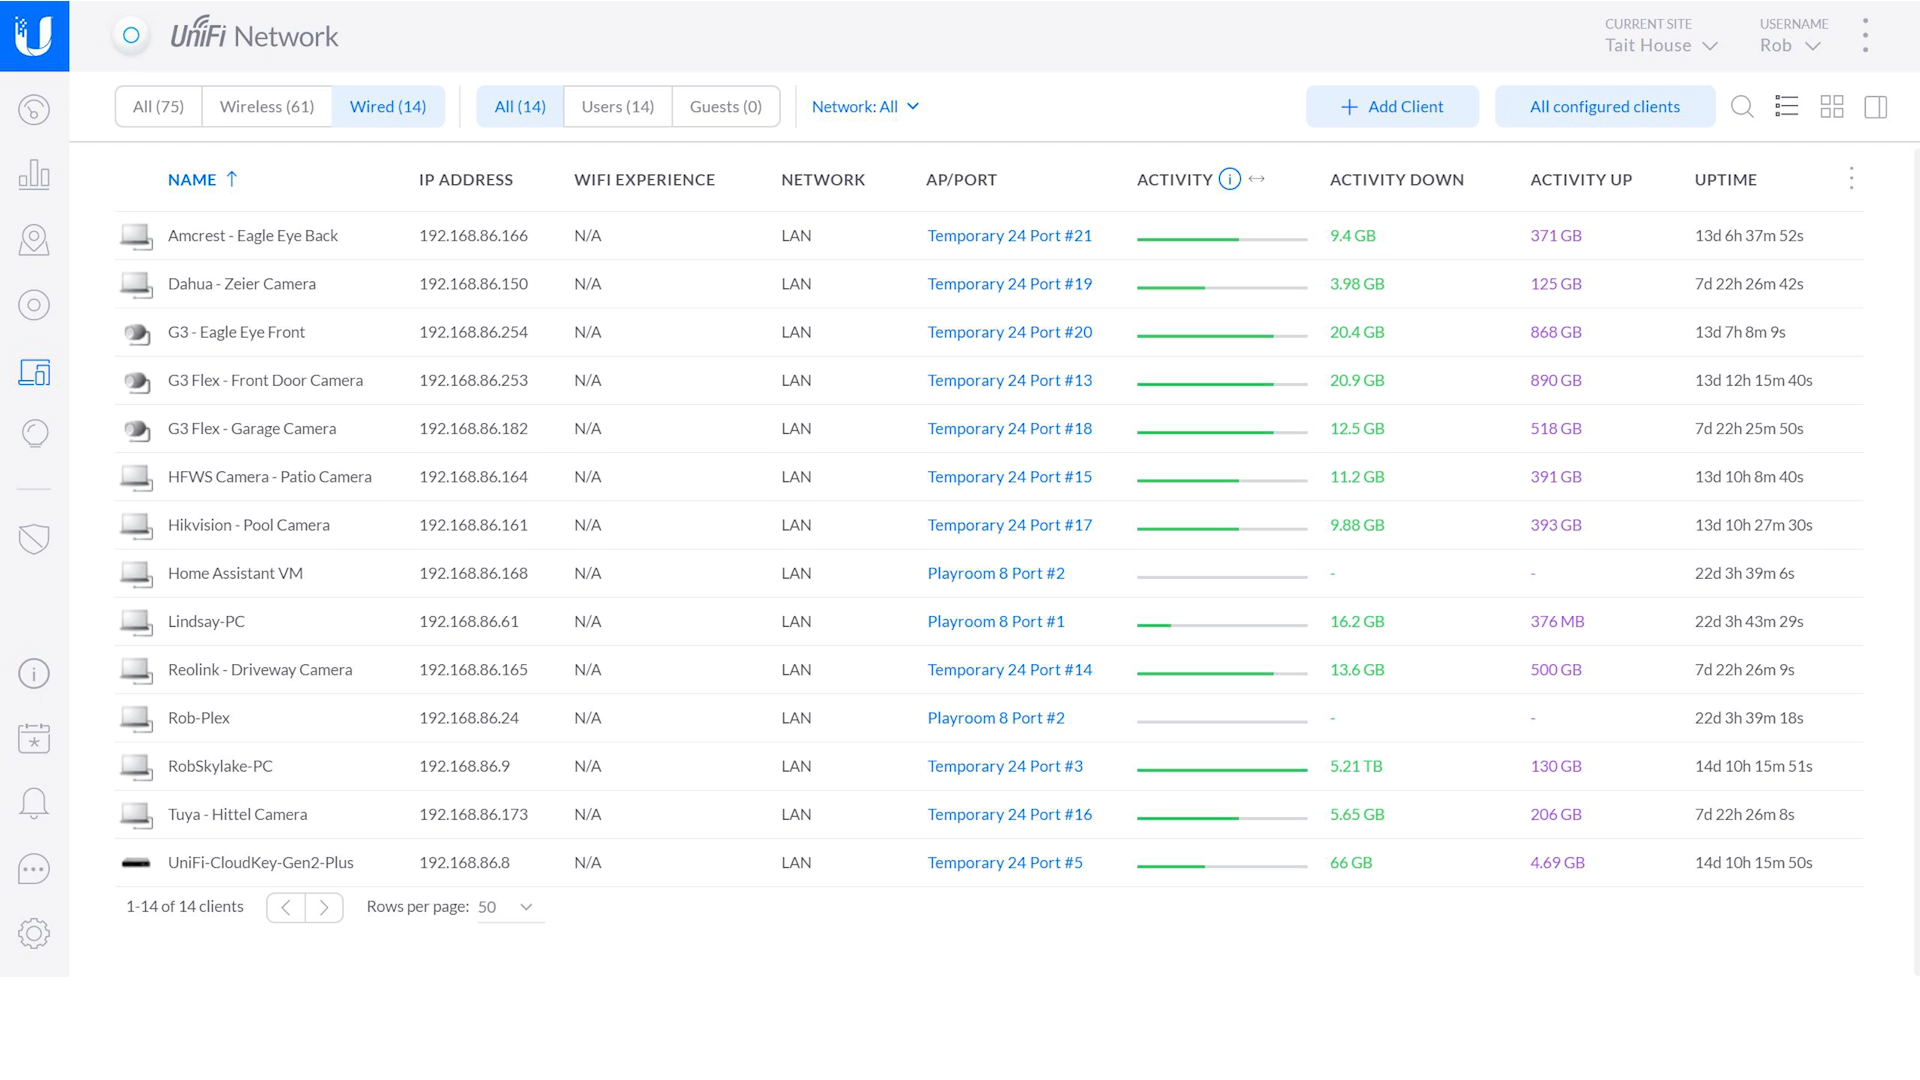 UniFi Network
CURRENT SITE
Tait House
USERNAME
Rob
All (75) Wireless (61) Wired (14) All (14) Users (14) Guests (0) Network: All + Add Client All configured clients
NAME ↑ IP ADDRESS WIFI EXPERIENCE NETWORK AP/PORT ACTIVITY ACTIVITY DOWN ACTIVITY UP UPTIME
Amcrest - Eagle Eye Back 192.168.86.166 N/A LAN Temporary 24 Port #21 9.4 GB 371 GB 13d 6h 37m 52s
Dahua - Zeier Camera 192.168.86.150 N/A LAN Temporary 24 Port #19 3.98 GB 125 GB 7d 22h 26m 42s
G3 - Eagle Eye Front 192.168.86.254 N/A LAN Temporary 24 Port #20 20.4 GB 868 GB 13d 7h 8m 9s
G3 Flex - Front Door Camera 192.168.86.253 N/A LAN Temporary 24 Port #13 20.9 GB 890 GB 13d 12h 15m 40s
G3 Flex - Garage Camera 192.168.86.182 N/A LAN Temporary 24 Port #18 12.5 GB 518 GB 7d 22h 25m 50s
HFWS Camera - Patio Camera 192.168.86.164 N/A LAN Temporary 24 Port #15 11.2 GB 391 GB 13d 10h 8m 40s
Hikvision - Pool Camera 192.168.86.161 N/A LAN Temporary 24 Port #17 9.88 GB 393 GB 13d 10h 27m 30s
Home Assistant VM 192.168.86.168 N/A LAN Playroom 8 Port #2 - - 22d 3h 39m 6s
Lindsay-PC 192.168.86.61 N/A LAN Playroom 8 Port #1 16.2 GB 376 MB 22d 3h 43m 29s
Reolink - Driveway Camera 192.168.86.165 N/A LAN Temporary 24 Port #14 13.6 GB 500 GB 7d 22h 26m 9s
Rob-Plex 192.168.86.24 N/A LAN Playroom 8 Port #2 - - 22d 3h 39m 18s
RobSkylake-PC 192.168.86.9 N/A LAN Temporary 24 Port #3 5.21 TB 130 GB 14d 10h 15m 51s
Tuya - Hittel Camera 192.168.86.173 N/A LAN Temporary 24 Port #16 5.65 GB 206 GB 7d 22h 26m 8s
UniFi-CloudKey-Gen2-Plus 192.168.86.8 N/A LAN Temporary 24 Port #5 66 GB 4.69 GB 14d 10h 15m 50s
1-14 of 14 clients Rows per page: 50